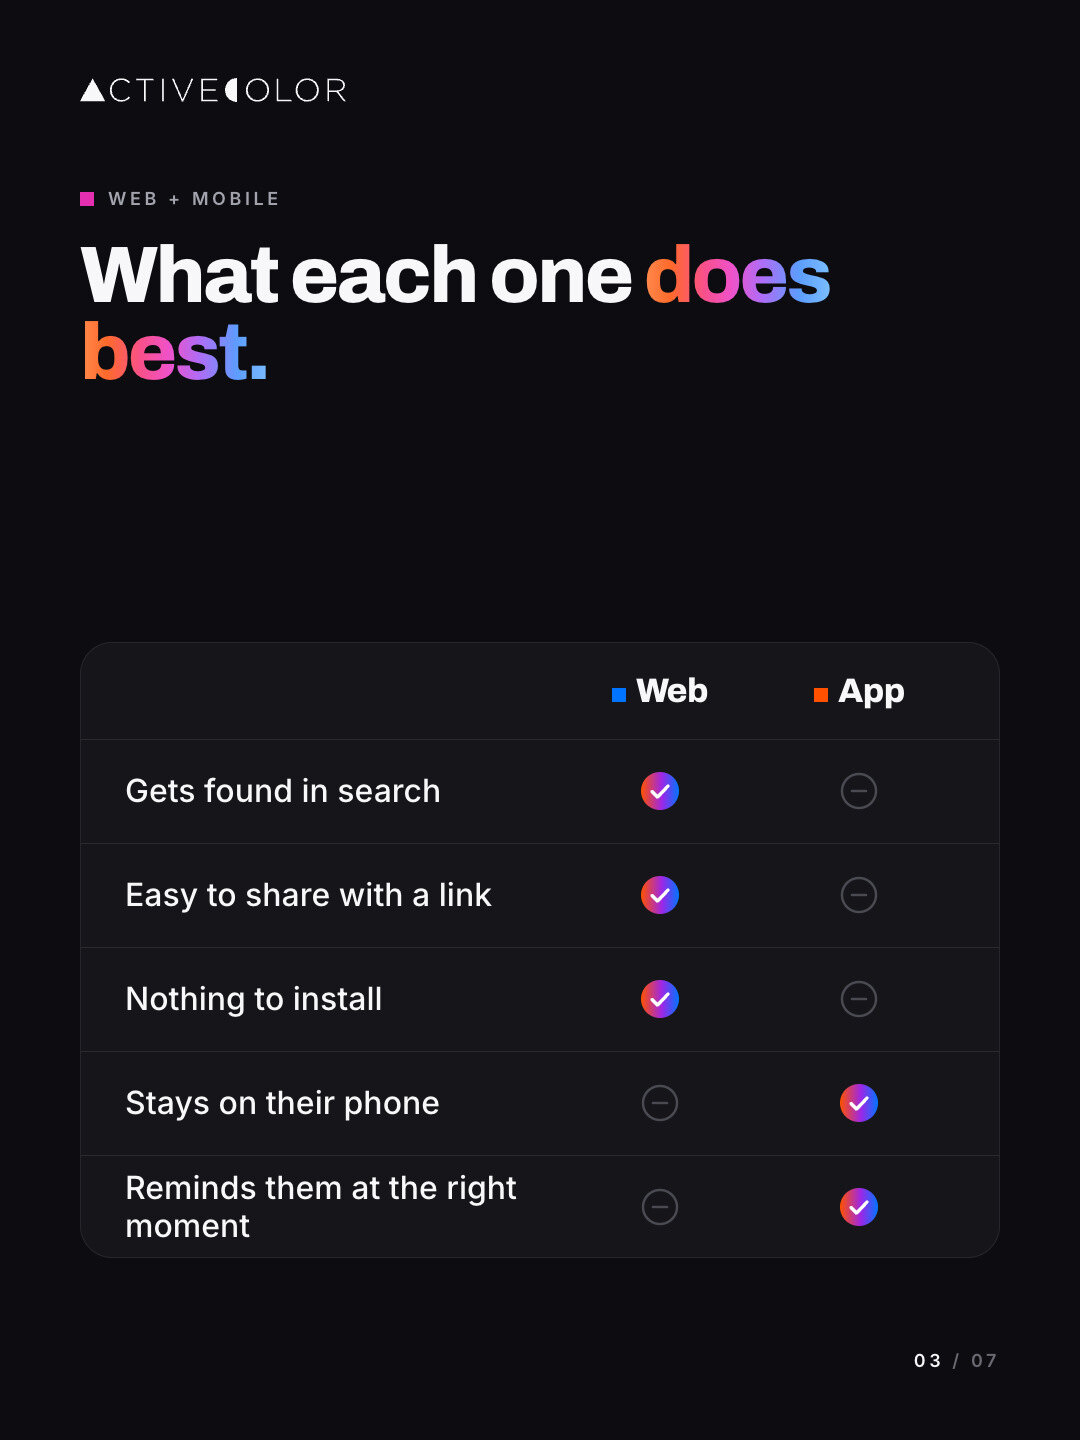 ACTIVECOLOR
WEB + MOBILE
What each one does
best.
Web App
Gets found in search
Easy to share with a link
Nothing to install
Stays on their phone
Reminds them at the right
moment
03 / 07